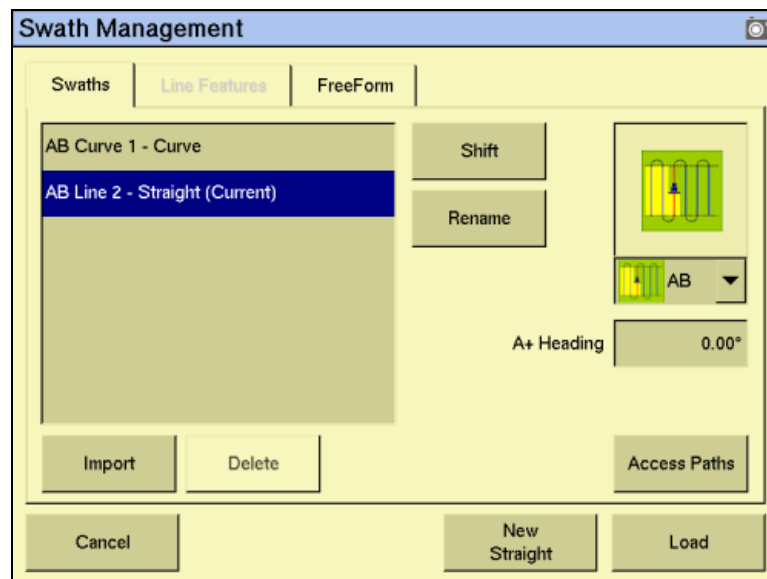 Swath Management
Swaths
Line Features
FreeForm
AB Curve 1 - Curve
AB Line 2 - Straight (Current)
Shift
Rename
AB
A+ Heading
0.00°
Import
Delete
Access Paths
Cancel
New
Straight
Load